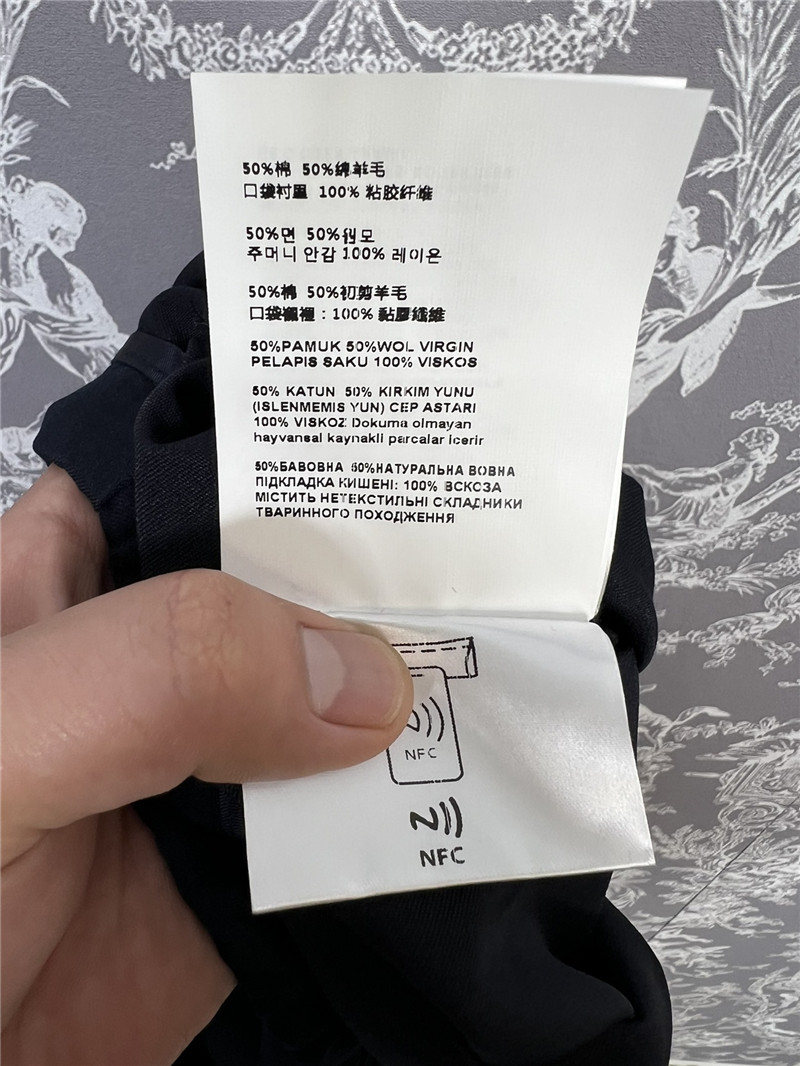 50%棉 50%绵羊毛
口袋衬里 100% 粘胶纤维
50%면 50%원모
주머니 안감 100% 레이온
50%棉 50%初剪羊毛
口袋襯裡：100% 黏膠纖維
50%PAMUK 50%WOL VIRGIN
PELAPIS SAKU 100% VISKOS
50% KATUN 50% KIRKIM YUNU
(ISLENMEMIS YUN) CEP ASTARI
100% VISKOZ Dokuma olmayan
hayvansal kaynakli parcalar icerir
50%БАВОВНА 50%НАТУРАЛЬНА ВОВНА
ПІДКЛАДКА КИШЕНІ: 100% ВСКОЗА
МІСТИТЬ НЕТЕКСТИЛЬНІ СКЛАДНИКИ
ТВАРИННОГО ПОХОДЖЕННЯ
NFC
NFC